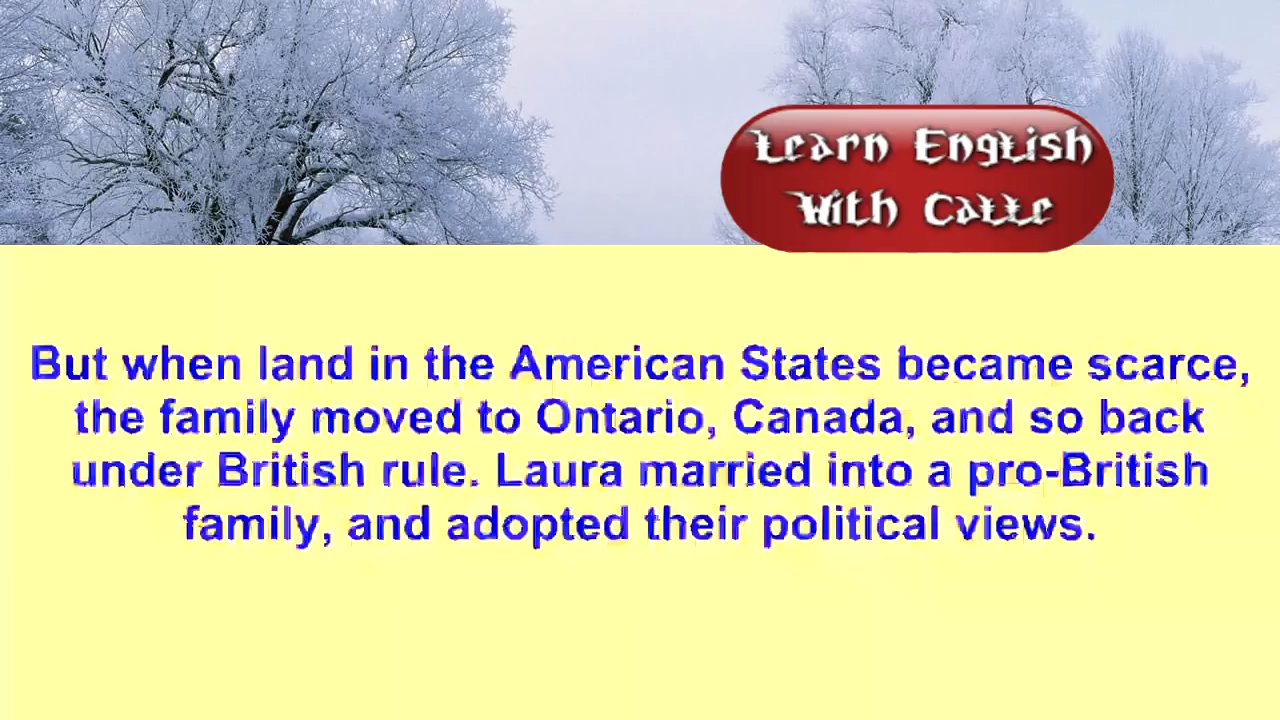 Learn English
With Catte
But when land in the American States became scarce,
the family moved to Ontario, Canada, and so back
under British rule. Laura married into a pro-British
family, and adopted their political views.